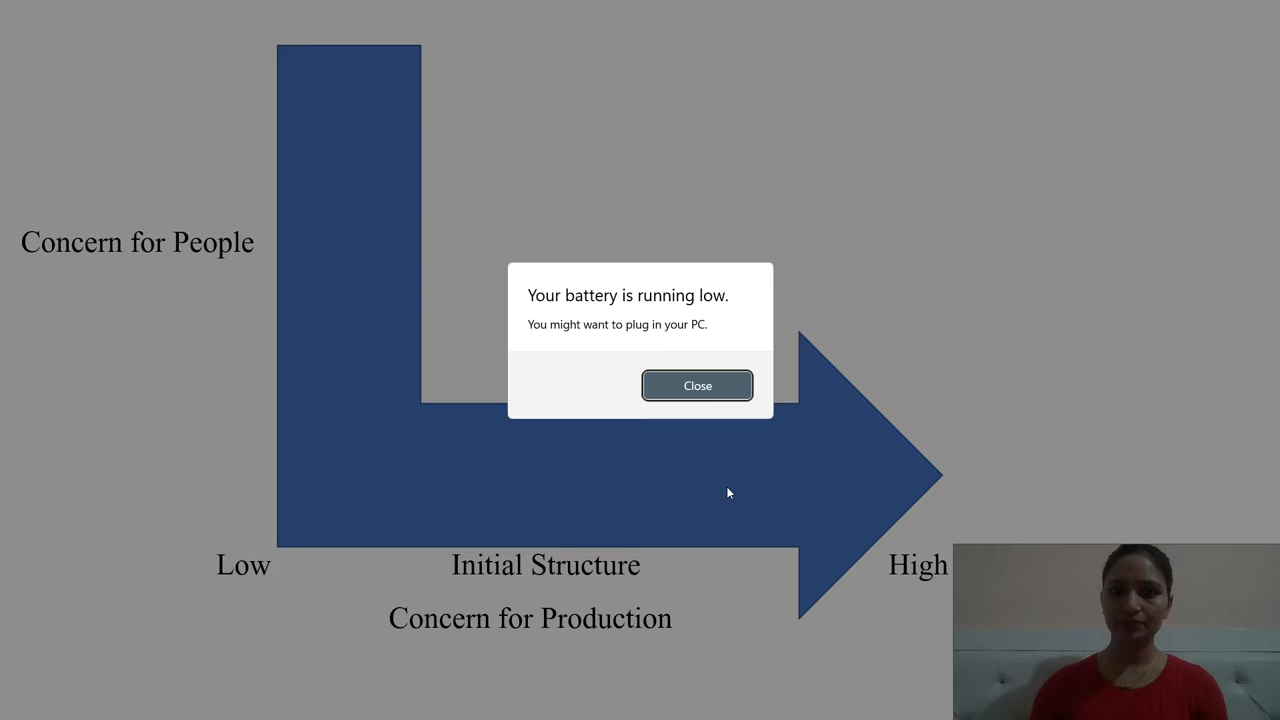 Concern for People
Your battery is running low.
You might want to plug in your PC.
Close
Low
Initial Structure
High
Concern for Production